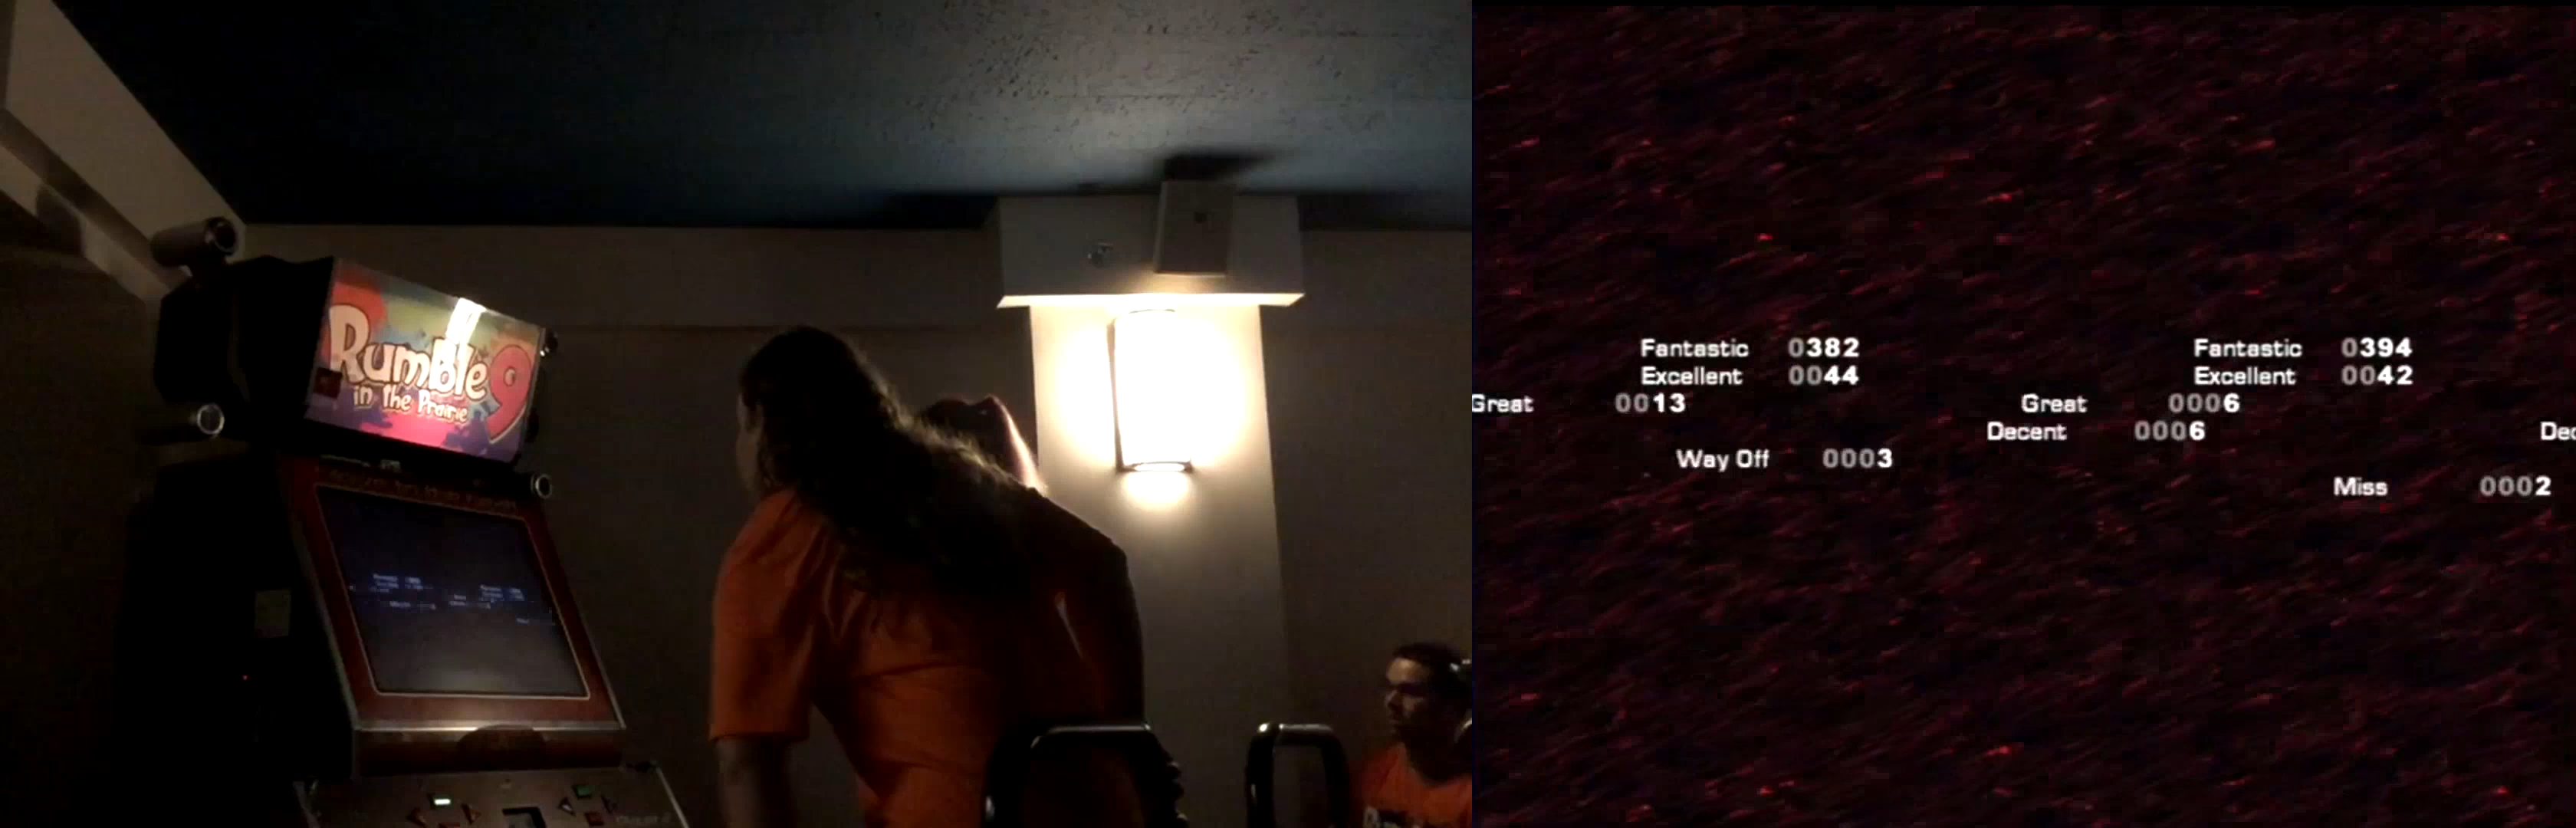 Rumble 9
in the Prairie
Fantastic 0382
Excellent 0044
Great 0013
Way Off 0003
Fantastic 0394
Excellent 0042
Great 0006
Decent 0006
Dec
Miss 0002